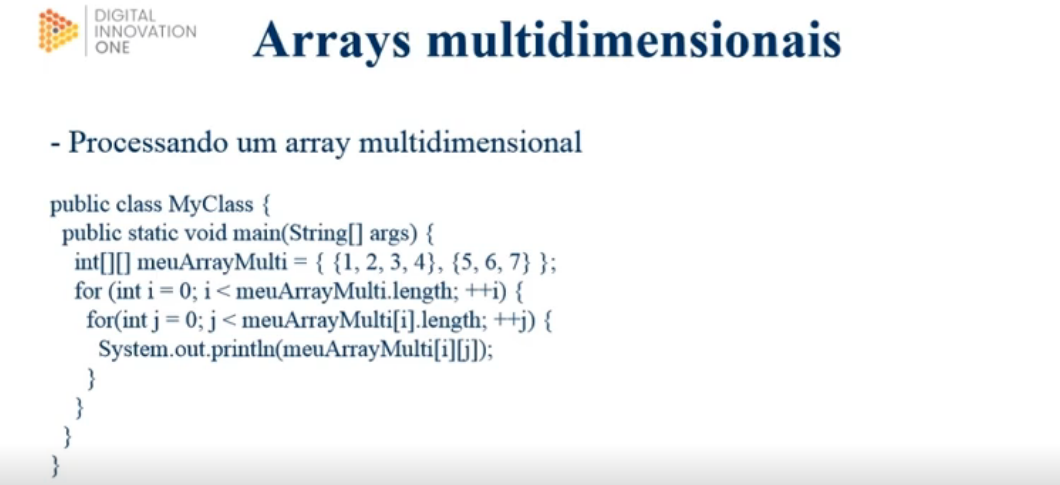 DIGITAL
INNOVATION
ONE
Arrays multidimensionais
- Processando um array multidimensional
public class MyClass {
public static void main(String[] args) {
int[][] meuArrayMulti = { {1, 2, 3, 4}, {5, 6, 7} };
for (int i = 0; i < meuArrayMulti.length; ++i) {
for(int j = 0; j < meuArrayMulti[i].length; ++j) {
System.out.println(meuArrayMulti[i][j]);
}
}
}
}